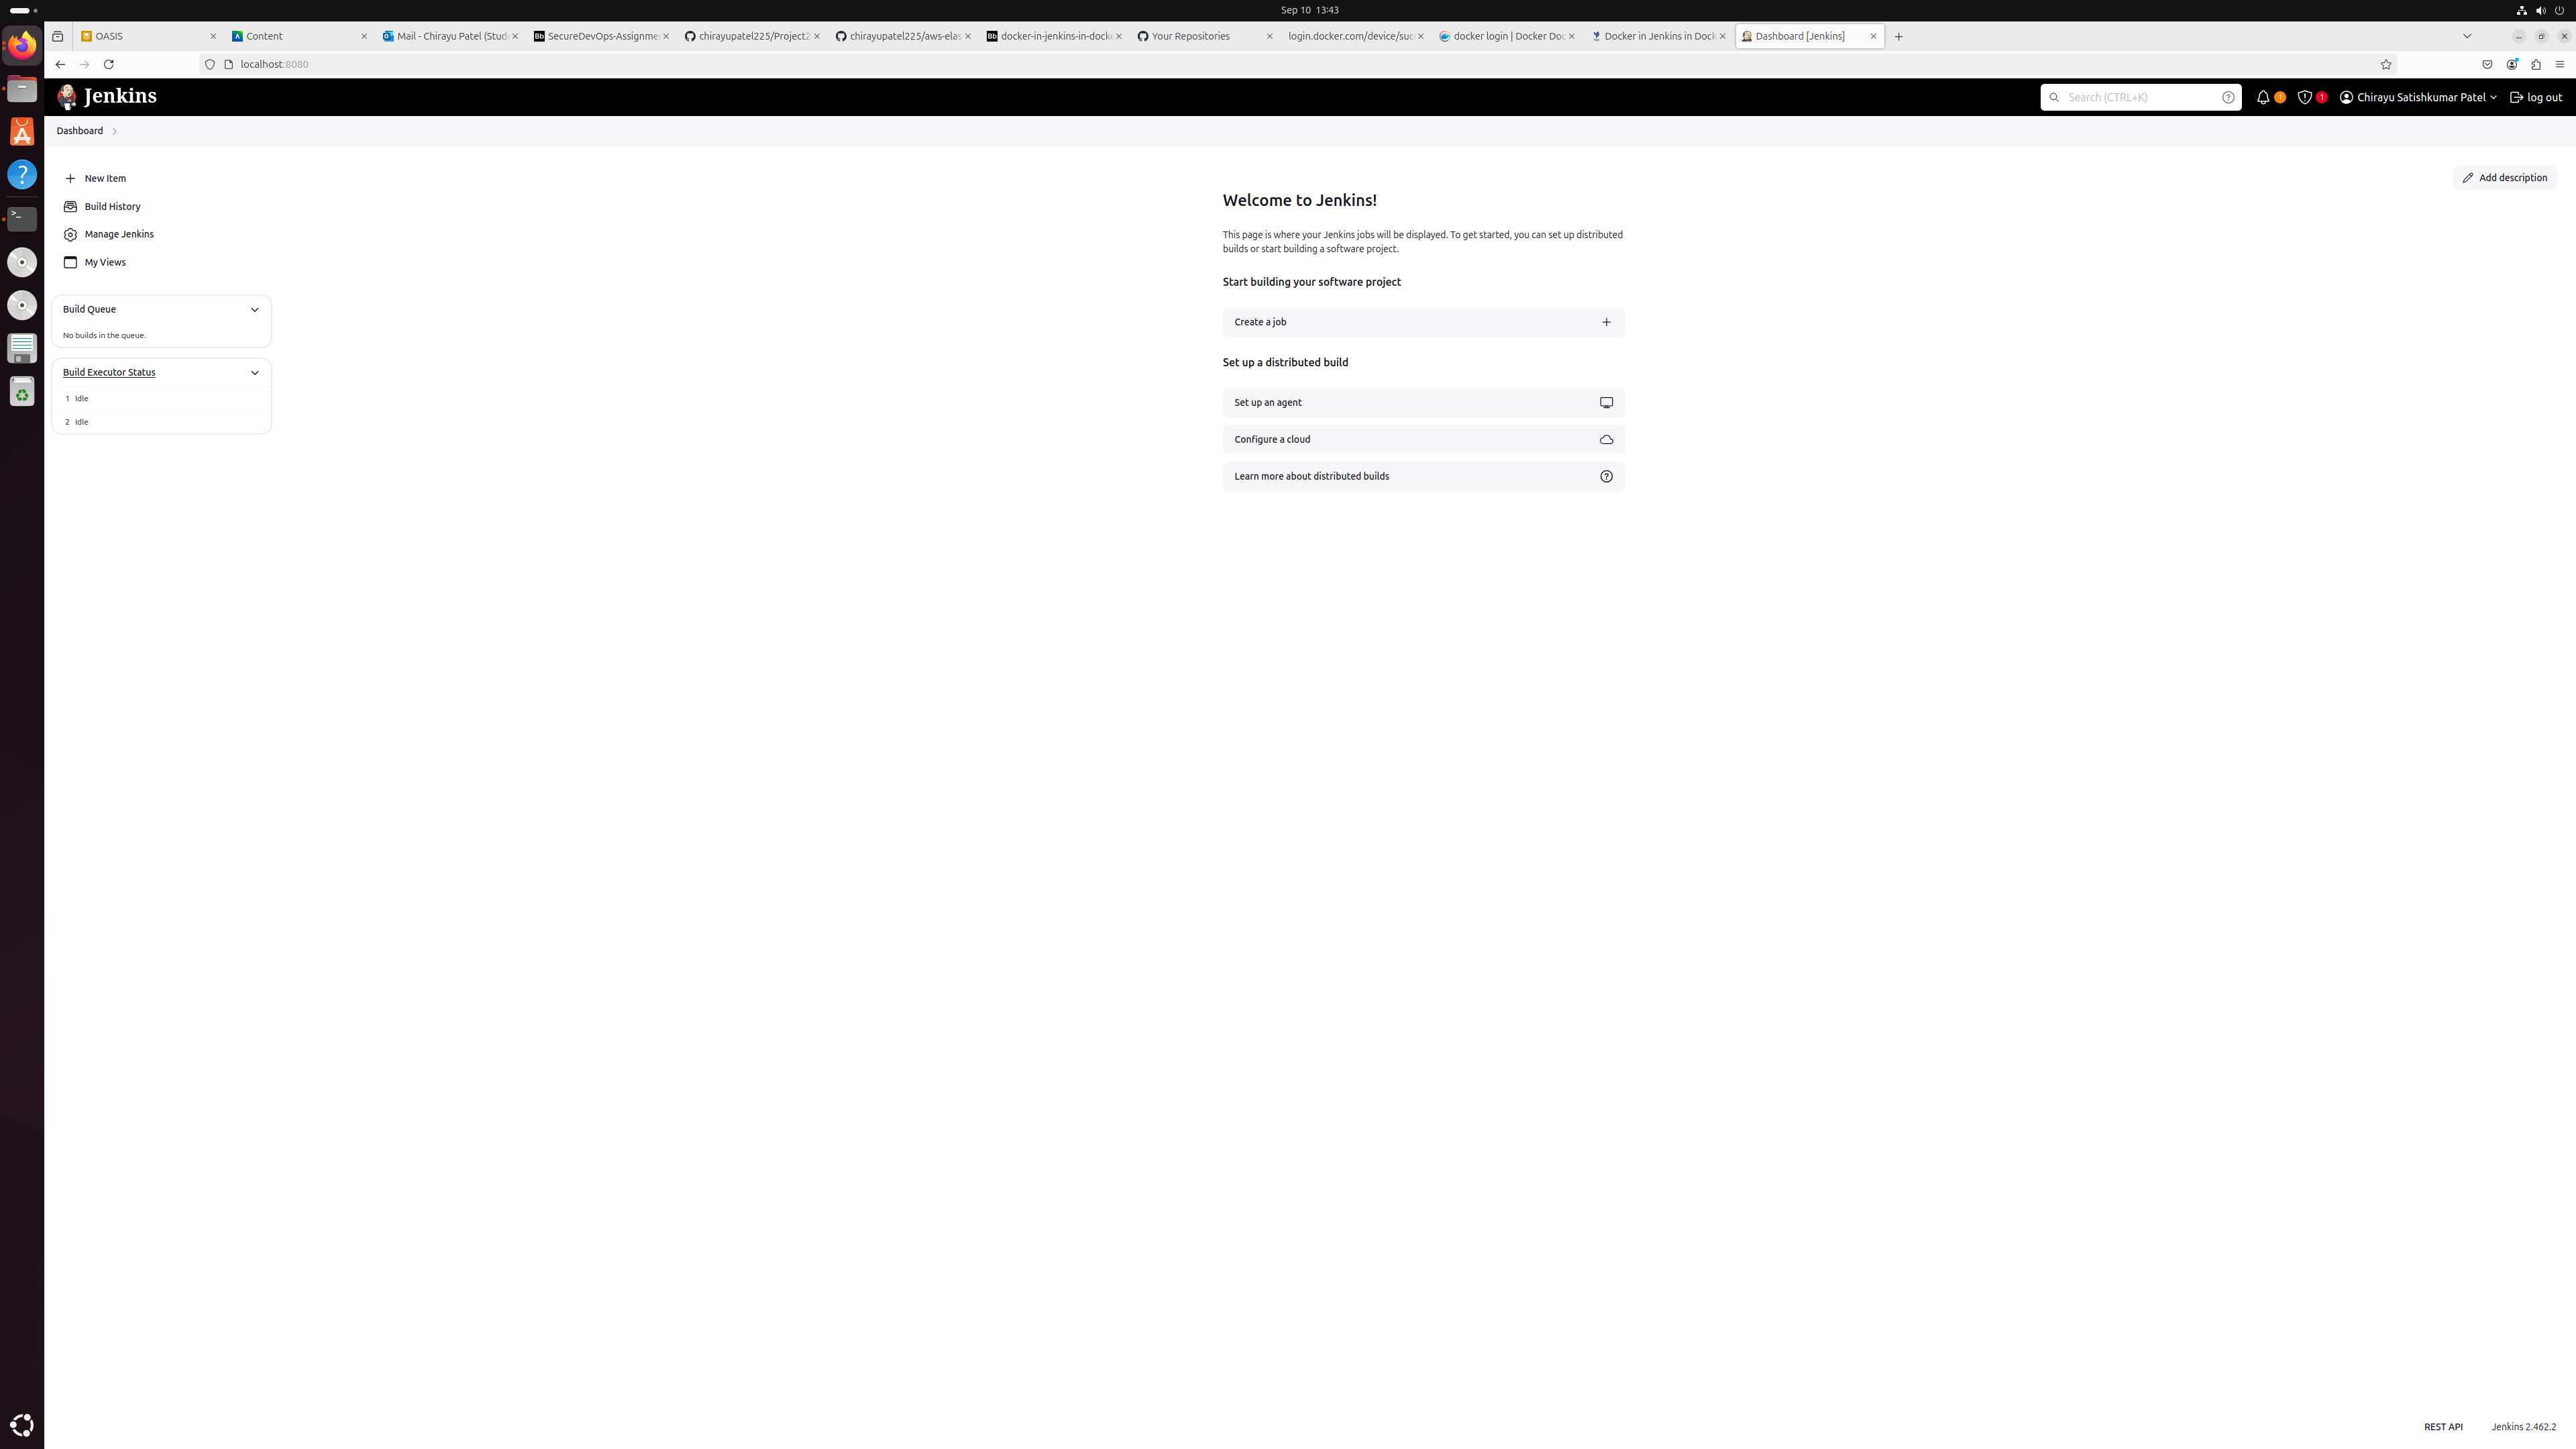 Sep 10 13:43
OASIS
Content
Mail - Chirayu Patel (Stud
SecureDevOps-Assignme
chirayupatel225/Project2
chirayupatel225/aws-elas
docker-in-jenkins-in-docke
Your Repositories
login.docker.com/device/suc
docker login | Docker Doc
Docker in Jenkins in Dock
Dashboard [Jenkins]
localhost:8080
Jenkins
Search (CTRL+K)
1
1
Chirayu Satishkumar Patel
log out
Dashboard
New Item
Build History
Manage Jenkins
My Views
Build Queue
No builds in the queue.
Build Executor Status
1 Idle
2 Idle
Add description
Welcome to Jenkins!
This page is where your Jenkins jobs will be displayed. To get started, you can set up distributed
builds or start building a software project.
Start building your software project
Create a job
Set up a distributed build
Set up an agent
Configure a cloud
Learn more about distributed builds
REST API
Jenkins 2.462.2